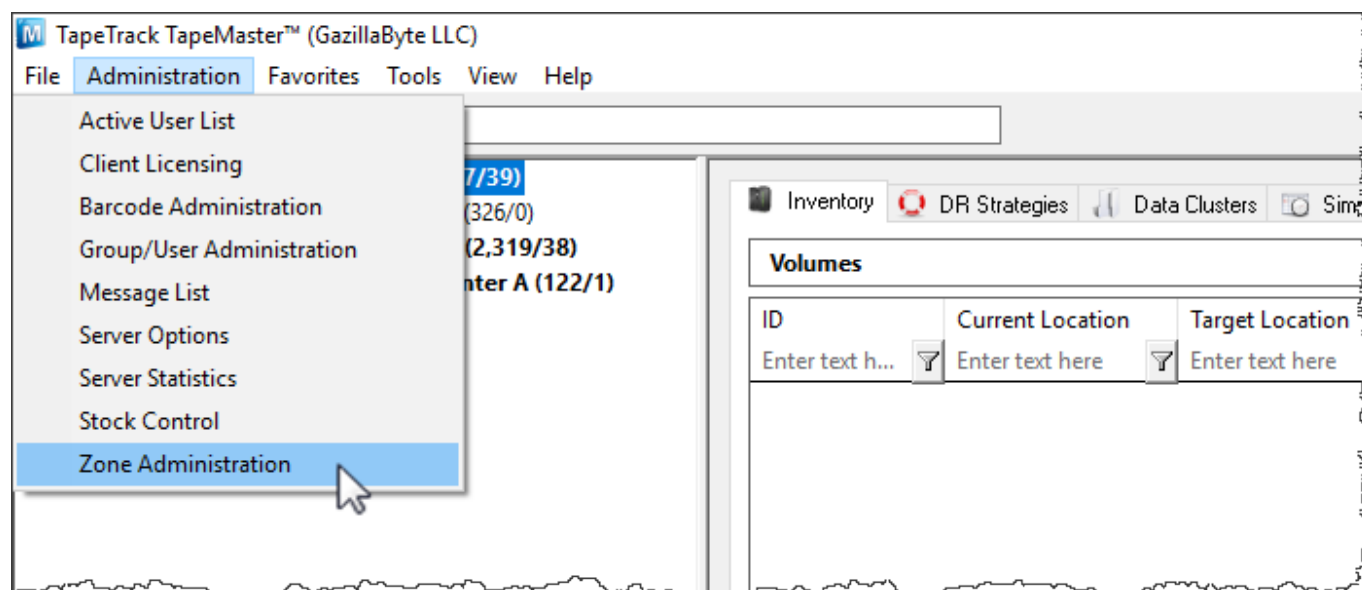 TapeTrack TapeMaster™ (GazillaByte LLC)
File Administration Favorites Tools View Help
Active User List
Client Licensing
Barcode Administration
Group/User Administration
Message List
Server Options
Server Statistics
Stock Control
Zone Administration
7/39)
(326/0)
(2,319/38)
nter A (122/1)
Inventory DR Strategies Data Clusters
Volumes
ID Current Location Target Location
Enter text h... Enter text here Enter text here